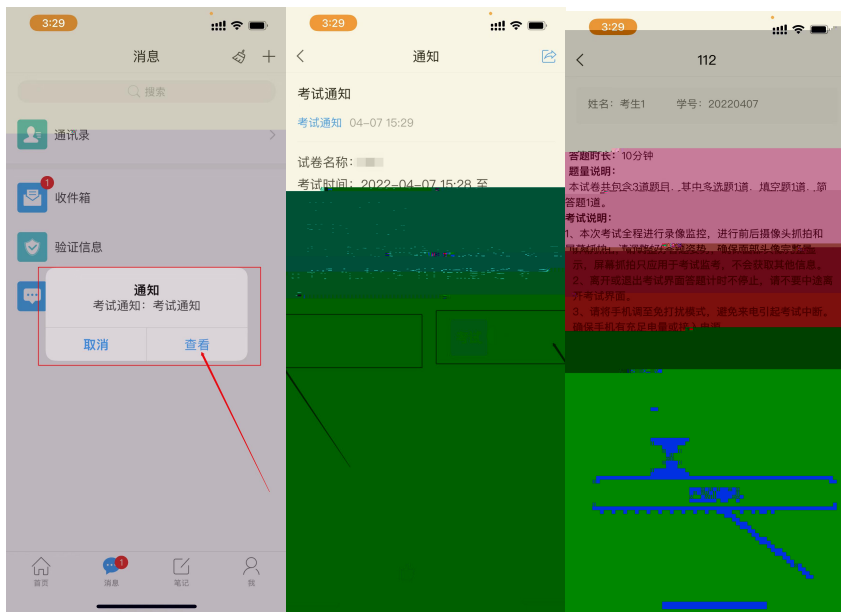 3:29
消息
搜索
通讯录
1
收件箱
验证信息
通知
考试通知：考试通知
取消
查看
首页
1
消息
笔记
我
3:29
通知
考试通知
考试通知 04-07 15:29
试卷名称：
考试时间：2022-04-07 15:28 至
3:29
112
姓名：考生1 学号：20220407
答题时长：10分钟
题量说明：
本试卷共包含3道题目，其中多选题1道，填空题1道，简
答题1道。
考试说明：
1、本次考试全程进行录像监控，进行前后摄像头抓拍和
确保面部头像完整显
示，屏幕抓拍只应用于考试监考，不会获取其他信息。
2、离开或退出考试界面答题计时不停止，请不要中途离
开考试界面。
3、请将手机调至免打扰模式，避免来电引起考试中断。
确保手机有充足电量或插入电源